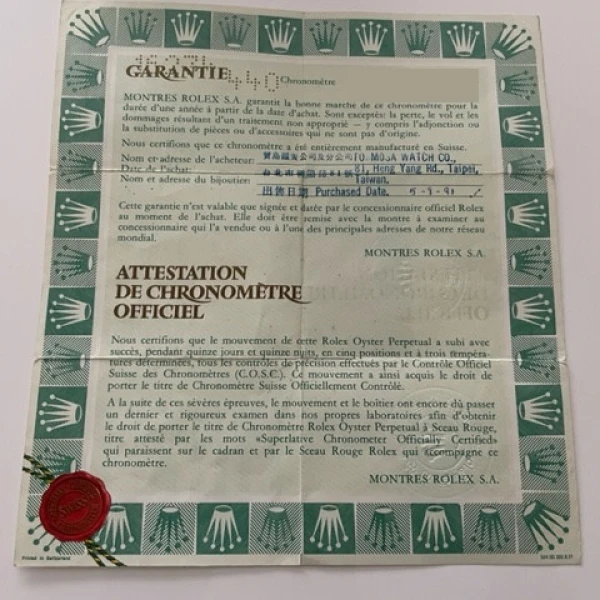 GARANTIE
440 Chronomètre
MONTRES ROLEX S.A. garantit la bonne marche de ce chronomètre pour la
durée d'une année à partir de la date d'achat. Sont exceptés: la perte, le vol et les
dommages résultant d'un traitement non approprié – y compris l'adjonction ou
la substitution de pièces ou d'accessoires qui ne sont pas d'origine.
Nous certifions que ce chronomètre a été entièrement manufacturé en Suisse.
Nom et adresse de l'acheteur: MOSA WATCH CO.,
Date de l'achat: 81, Heng Yang Rd., Taipei,
Nom et adresse du bijoutier: Taiwan.
出售日期 Purchased Date. 5-1-91
Cette garantie n'est valable que signée et datée par le concessionnaire officiel Rolex
au moment de l'achat. Elle doit être remise avec la montre à examiner au
concessionnaire qui l'a vendue ou à l'une des principales adresses de notre réseau
mondial.
MONTRES ROLEX S.A.
ATTESTATION
DE CHRONOMÈTRE
OFFICIEL
Nous certifions que le mouvement de cette Rolex Oyster Perpetual a subi avec
succès, pendant quinze jours et quinze nuits, en cinq positions et à trois tempéra-
tures déterminées, tous les contrôles de précision effectués par le Contrôle Officiel
Suisse des Chronomètres (C.O.S.C.). Ce mouvement a ainsi acquis le droit de
porter le titre de Chronomètre Suisse Officiellement Contrôlé.
A la suite de ces sévères épreuves, le mouvement et le boîtier ont encore dû passer
un dernier et rigoureux examen dans nos propres laboratoires afin d'obtenir
le droit de porter le titre de Chronomètre Rolex Oyster Perpetual à Sceau Rouge,
titre attesté par les mots «Superlative Chronometer Officially Certified»
qui paraissent sur le cadran et par le Sceau Rouge Rolex qui accompagne ce
chronomètre.
MONTRES ROLEX S.A.
Printed in Switzerland